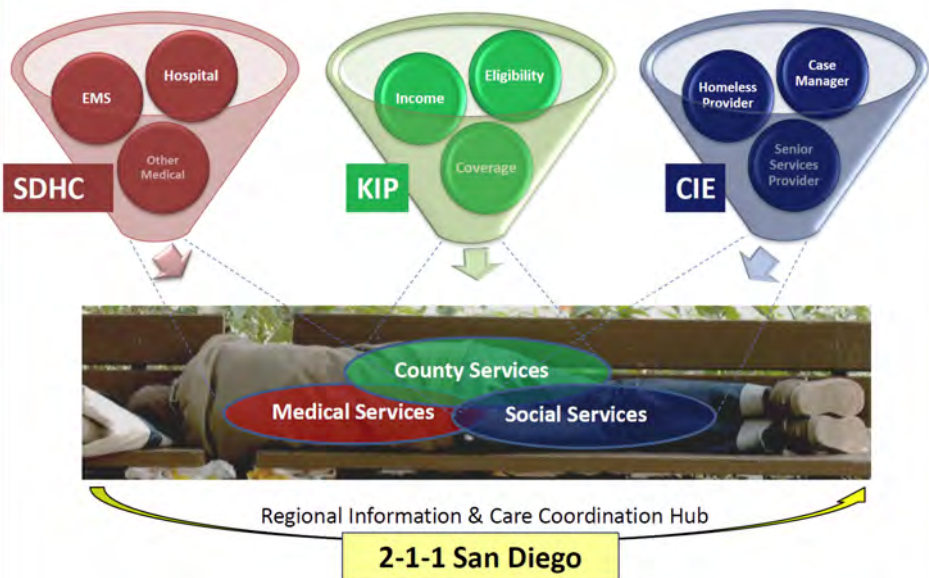 Hospital
EMS
Other
Medical
SDHC
Eligibility
Income
Coverage
KIP
Case
Manager
Homeless
Provider
Senior
Services
Provider
CIE
County Services
Medical Services
Social Services
Regional Information & Care Coordination Hub
2-1-1 San Diego